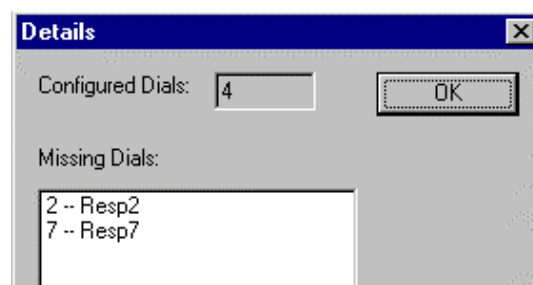 Details
Configured Dials: 4
OK
Missing Dials:
2 -- Resp2
7 -- Resp7